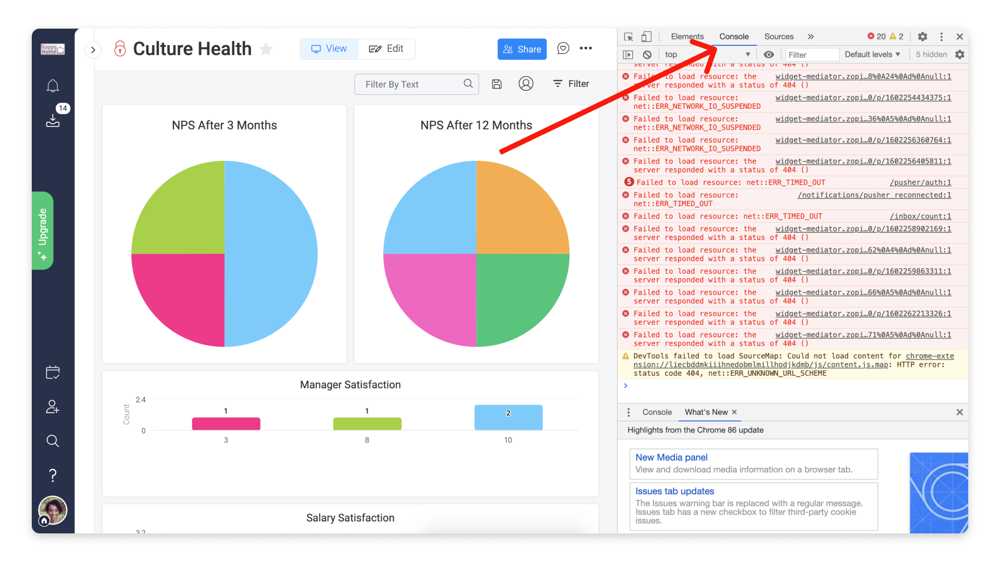 Happy
Home
14
Upgrade
?
Culture Health
View
Edit
Share
Filter By Text
Filter
NPS After 3 Months
NPS After 12 Months
Manager Satisfaction
Count
2.4
0
1
1
2
3
8
10
Salary Satisfaction
3.2
Elements
Console
Sources
20
2
top
Filter
Default levels
5 hidden
server responded with a status of 404 ()
Failed to load resource: the widget-mediator.zopi…8%0A24%0Ad%0Anull:1
server responded with a status of 404 ()
Failed to load resource: widget-mediator.zopi…0/p/1602254434375:1
net::ERR_NETWORK_IO_SUSPENDED
Failed to load resource: widget-mediator.zopi…36%0A5%0Ad%0Anull:1
net::ERR_NETWORK_IO_SUSPENDED
Failed to load resource: widget-mediator.zopi…0/p/1602256360764:1
net::ERR_NETWORK_IO_SUSPENDED
Failed to load resource: the widget-mediator.zopi…0/p/1602256405811:1
server responded with a status of 404 ()
5 Failed to load resource: net::ERR_TIMED_OUT /pusher/auth:1
Failed to load resource: /notifications/pusher_reconnected:1
net::ERR_TIMED_OUT
Failed to load resource: net::ERR_TIMED_OUT /inbox/count:1
Failed to load resource: the widget-mediator.zopi…0/p/1602258902169:1
server responded with a status of 404 ()
Failed to load resource: the widget-mediator.zopi…62%0A4%0Ad%0Anull:1
server responded with a status of 404 ()
Failed to load resource: the widget-mediator.zopi…0/p/1602259863311:1
server responded with a status of 404 ()
Failed to load resource: the widget-mediator.zopi…66%0A5%0Ad%0Anull:1
server responded with a status of 404 ()
Failed to load resource: the widget-mediator.zopi…0/p/1602262213326:1
server responded with a status of 404 ()
Failed to load resource: the widget-mediator.zopi…71%0A5%0Ad%0Anull:1
server responded with a status of 404 ()
DevTools failed to load SourceMap: Could not load content for chrome-exte
nsion://liecbddmkiiihnedobmlmillhodjkdmb/js/content.js.map: HTTP error:
status code 404, net::ERR_UNKNOWN_URL_SCHEME
Console
What's New
Highlights from the Chrome 86 update
New Media panel
View and download media information on a browser tab.
Issues tab updates
The Issues warning bar is replaced with a regular message.
Issues tab has a new checkbox to filter third-party cookie
issues.